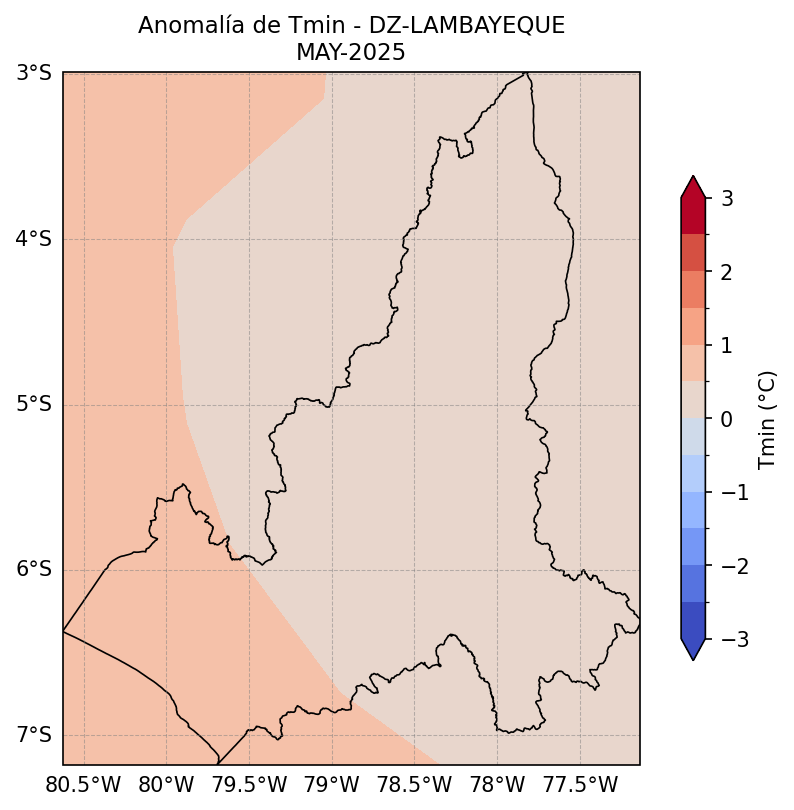 Anomalía de Tmin - DZ-LAMBAYEQUE
MAY-2025
3°S
4°S
5°S
6°S
7°S
80.5°W 80°W 79.5°W 79°W 78.5°W 78°W 77.5°W
3
2
1
0
−1
−2
−3
Tmin (°C)